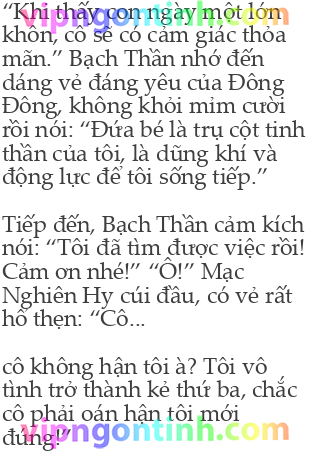 “Khi thấy con ngày một lớn
khôn, cô sẽ có cảm giác thỏa
mãn.” Bạch Thần nhớ đến
dáng vẻ đáng yêu của Đông
Đông, không khỏi mỉm cười
rồi nói: “Đứa bé là trụ cột tinh
thần của tôi, là dũng khí và
động lực để tôi sống tiếp.”
Tiếp đến, Bạch Thần cảm kích
nói: “Tôi đã tìm được việc rồi!
Cảm ơn nhé!” “Ồ!” Mạc
Nghiên Hy cúi đầu, có vẻ rất
hổ thẹn: “Cô...
cô không hận tôi à? Tôi vô
tình trở thành kẻ thứ ba, chắc
cô phải oán hận tôi mới
đúng!”
vipngontinh.com
vipngontinh.com